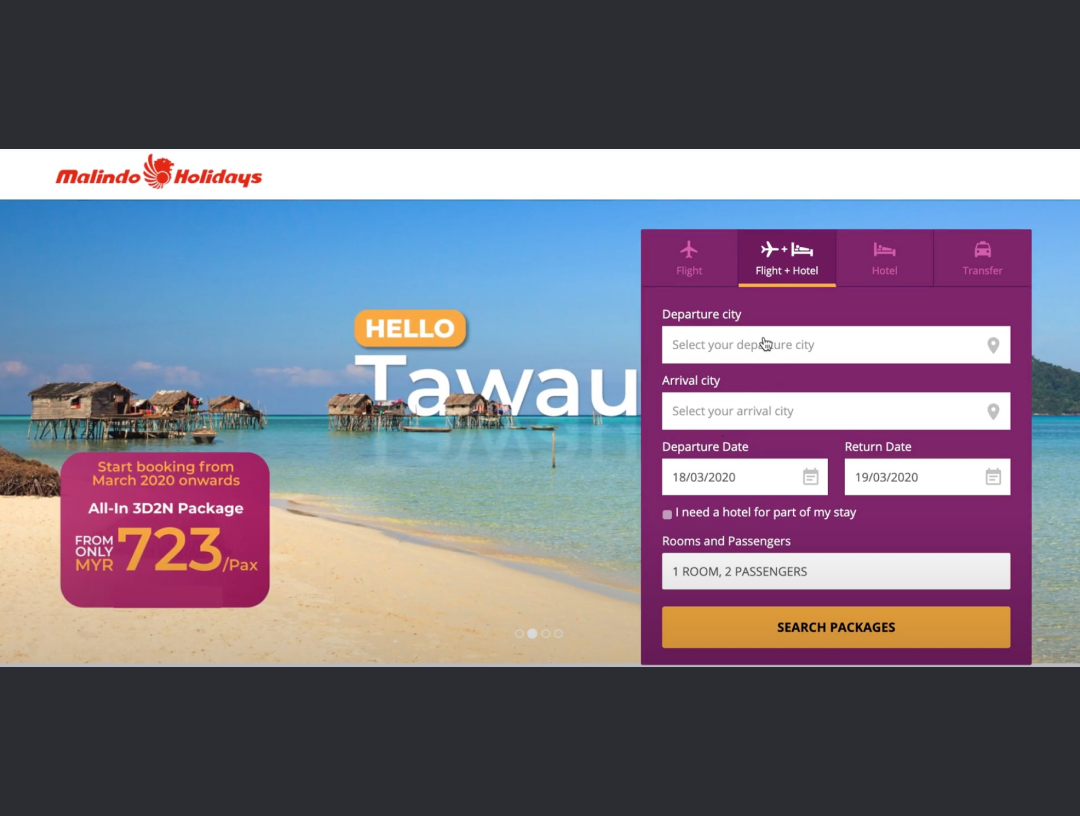 Malindo Holidays
Flight
Flight + Hotel
Hotel
Transfer
HELLO
Tawau
Start booking from
March 2020 onwards
All-In 3D2N Package
FROM
ONLY
MYR 723/Pax
Departure city
Select your departure city
Arrival city
Select your arrival city
Departure Date
Return Date
18/03/2020
19/03/2020
I need a hotel for part of my stay
Rooms and Passengers
1 ROOM, 2 PASSENGERS
SEARCH PACKAGES